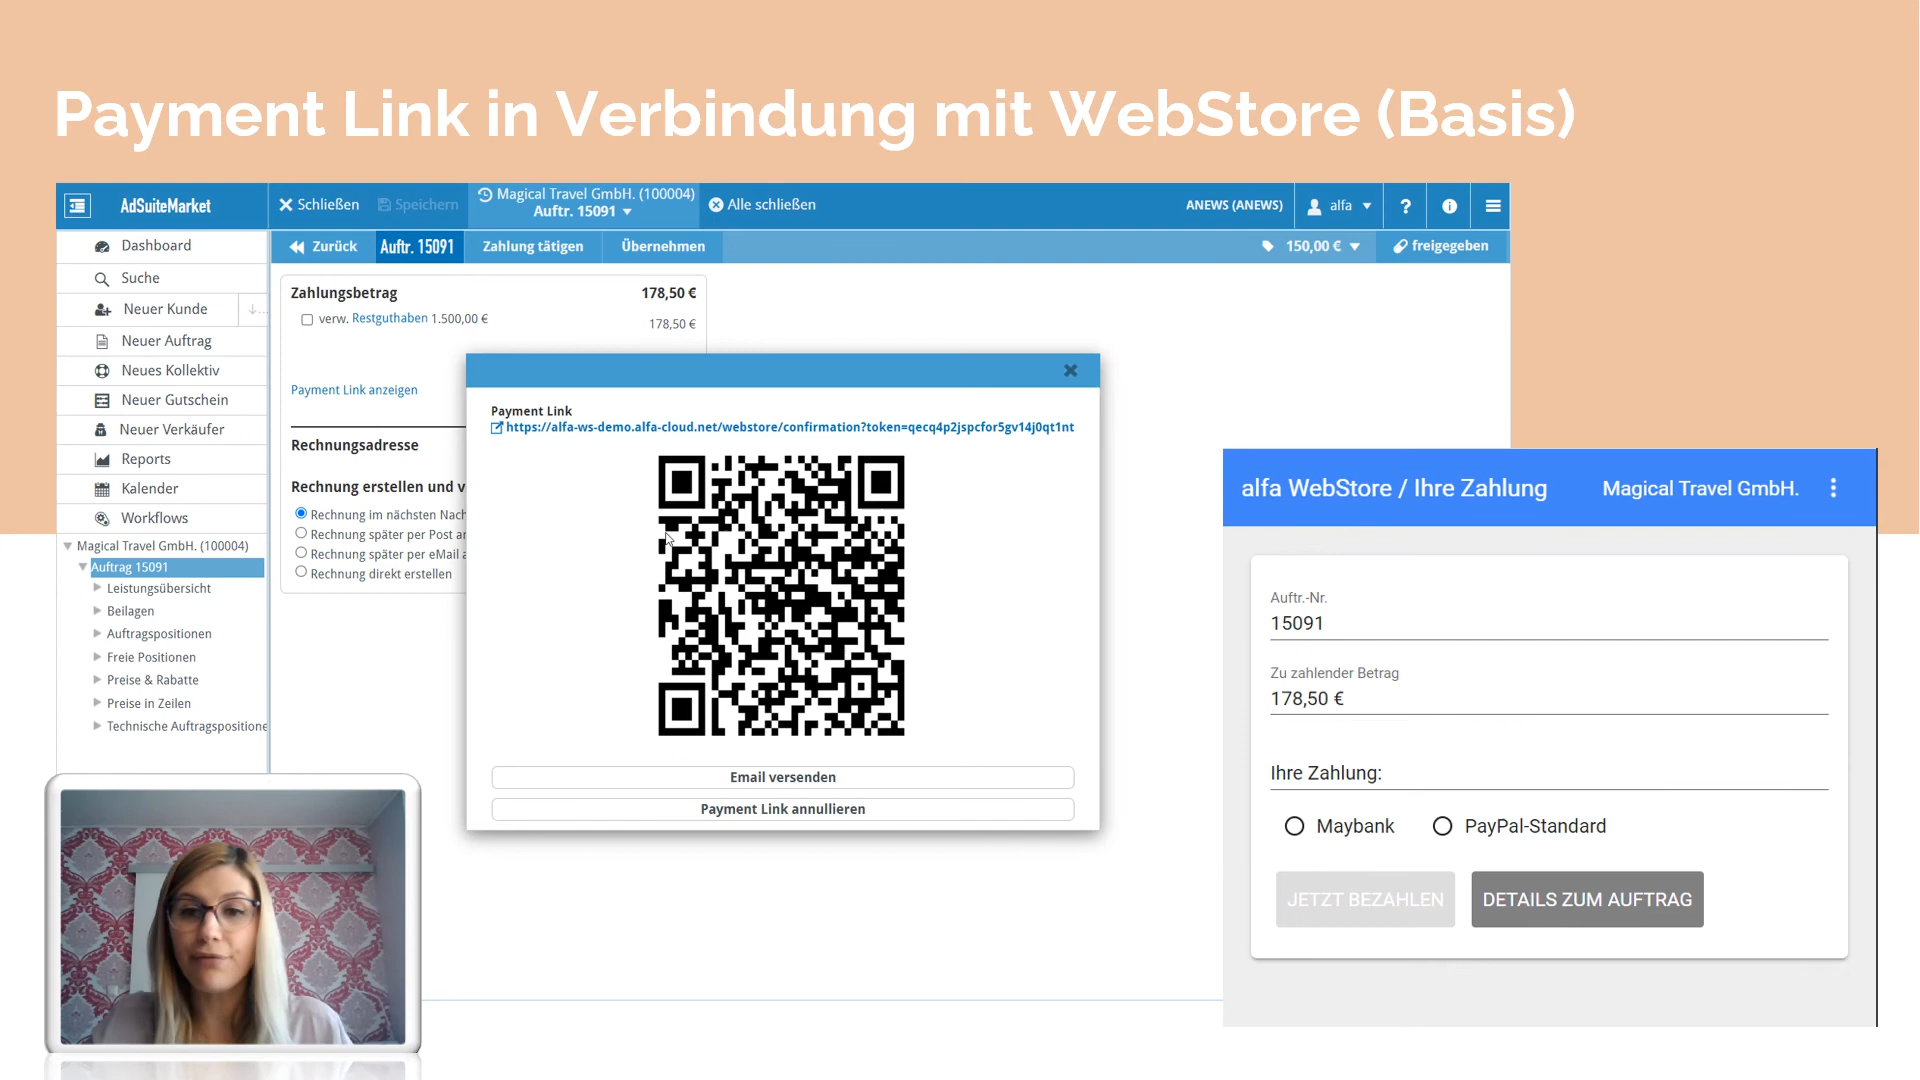 Payment Link in Verbindung mit WebStore (Basis)
AdSuiteMarket
Schließen
Speichern
Magical Travel GmbH. (100004)
Auftr. 15091
Alle schließen
ANEWS (ANEWS)
alfa
?
Zurück
Auftr. 15091
Zahlung tätigen
Übernehmen
150,00 €
freigegeben
Dashboard
Suche
Neuer Kunde
Neuer Auftrag
Neues Kollektiv
Neuer Gutschein
Neuer Verkäufer
Reports
Kalender
Workflows
Magical Travel GmbH. (100004)
Auftrag 15091
Leistungsübersicht
Beilagen
Auftragspositionen
Freie Positionen
Preise & Rabatte
Preise in Zeilen
Technische Auftragspositione
Zahlungsbetrag 178,50 €
verw. Restguthaben 1.500,00 €
178,50 €
Payment Link anzeigen
Rechnungsadresse
Rechnung erstellen und v
Rechnung im nächsten Nach
Rechnung später per Post a
Rechnung später per eMail a
Rechnung direkt erstellen
Payment Link
https://alfa-ws-demo.alfa-cloud.net/webstore/confirmation?token=qecq4p2jspcfor5gv14j0qt1nt
Email versenden
Payment Link annullieren
alfa WebStore / Ihre Zahlung
Magical Travel GmbH.
Auftr.-Nr.
15091
Zu zahlender Betrag
178,50 €
Ihre Zahlung:
Maybank
PayPal-Standard
JETZT BEZAHLEN
DETAILS ZUM AUFTRAG